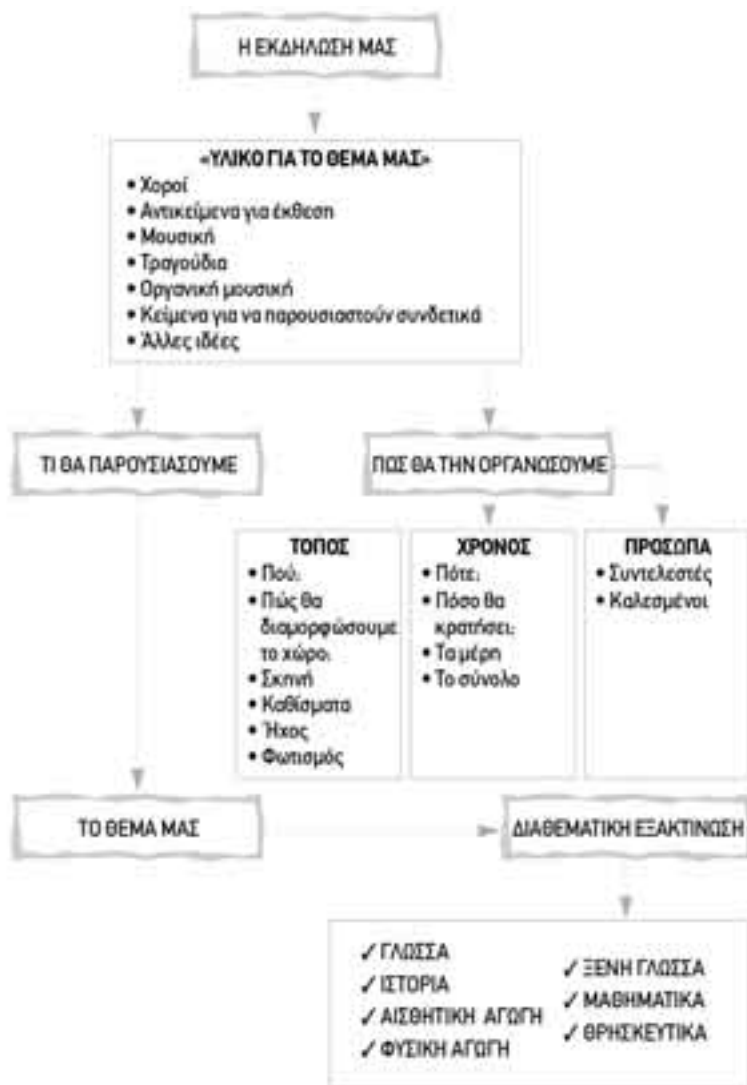 Η ΕΚΔΗΛΩΣΗ ΜΑΣ
«ΥΛΙΚΟ ΓΙΑ ΤΟ ΘΕΜΑ ΜΑΣ»
• Χοροί
• Αντικείμενα για έκθεση
• Μουσική
• Τραγούδια
• Οργανική μουσική
• Κείμενα για να παρουσιαστούν συνδετικά
• Άλλες ιδέες
ΤΙ ΘΑ ΠΑΡΟΥΣΙΑΣΟΥΜΕ
ΠΩΣ ΘΑ ΤΗΝ ΟΡΓΑΝΩΣΟΥΜΕ
ΤΟΠΟΣ
• Πού;
• Πώς θα
διαμορφώσουμε
το χώρο;
• Σκηνή
• Καθίσματα
• Ήχος
• Φωτισμός
ΧΡΟΝΟΣ
• Πότε;
• Πόσο θα
κρατήσει;
• Τα μέρη
• Το σύνολο
ΠΡΟΣΩΠΑ
• Συντελεστές
• Καλεσμένοι
ΤΟ ΘΕΜΑ ΜΑΣ
ΔΙΑΘΕΜΑΤΙΚΗ ΕΞΑΚΤΙΝΩΣΗ
✓ ΓΛΩΣΣΑ
✓ ΙΣΤΟΡΙΑ
✓ ΑΙΣΘΗΤΙΚΗ ΑΓΩΓΗ
✓ ΦΥΣΙΚΗ ΑΓΩΓΗ
✓ ΞΕΝΗ ΓΛΩΣΣΑ
✓ ΜΑΘΗΜΑΤΙΚΑ
✓ ΘΡΗΣΚΕΥΤΙΚΑ